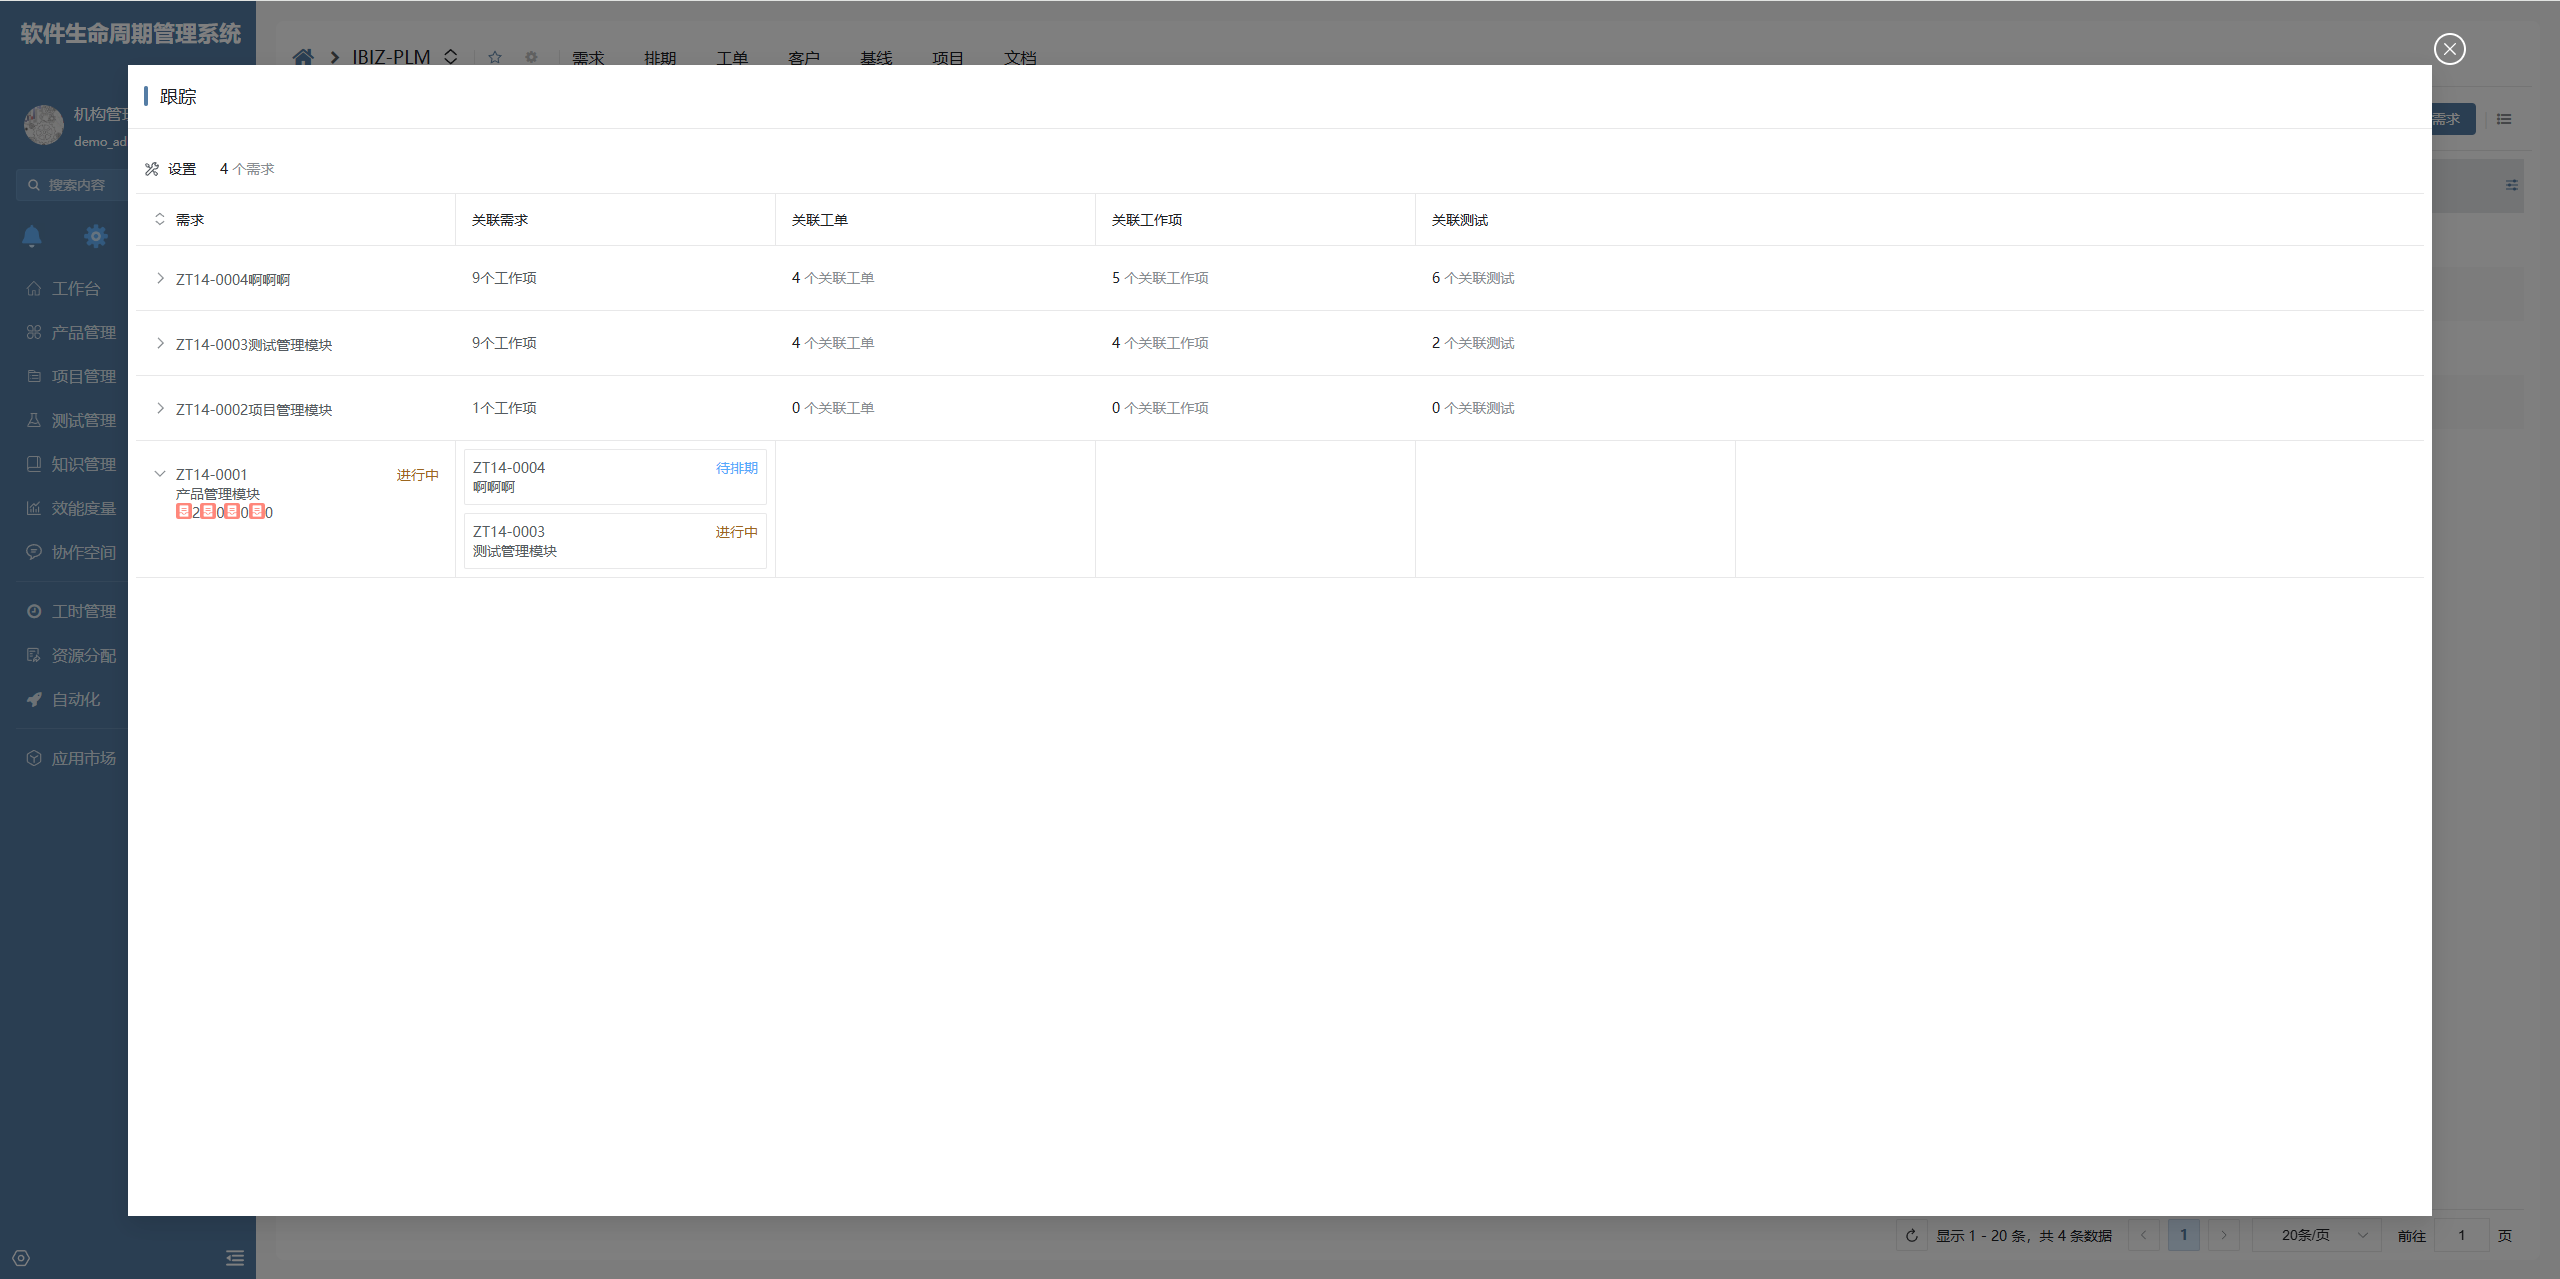 软件生命周期管理系统
IBIZ-PLM
需求
排期
工单
客户
基线
项目
文档
机构管理
demo_ad
搜索内容
工作台
产品管理
项目管理
测试管理
知识管理
效能度量
协作空间
工时管理
资源分配
自动化
应用市场
需求
跟踪
设置 4 个需求
需求 关联需求 关联工单 关联工作项 关联测试
ZT14-0004啊啊啊 9个工作项 4 个关联工单 5 个关联工作项 6 个关联测试
ZT14-0003测试管理模块 9个工作项 4 个关联工单 4 个关联工作项 2 个关联测试
ZT14-0002项目管理模块 1个工作项 0 个关联工单 0 个关联工作项 0 个关联测试
ZT14-0001 进行中
产品管理模块
2 0 0 0
ZT14-0004 待排期
啊啊啊
ZT14-0003 进行中
测试管理模块
显示 1 - 20 条，共 4 条数据 1 20条/页 前往 1 页